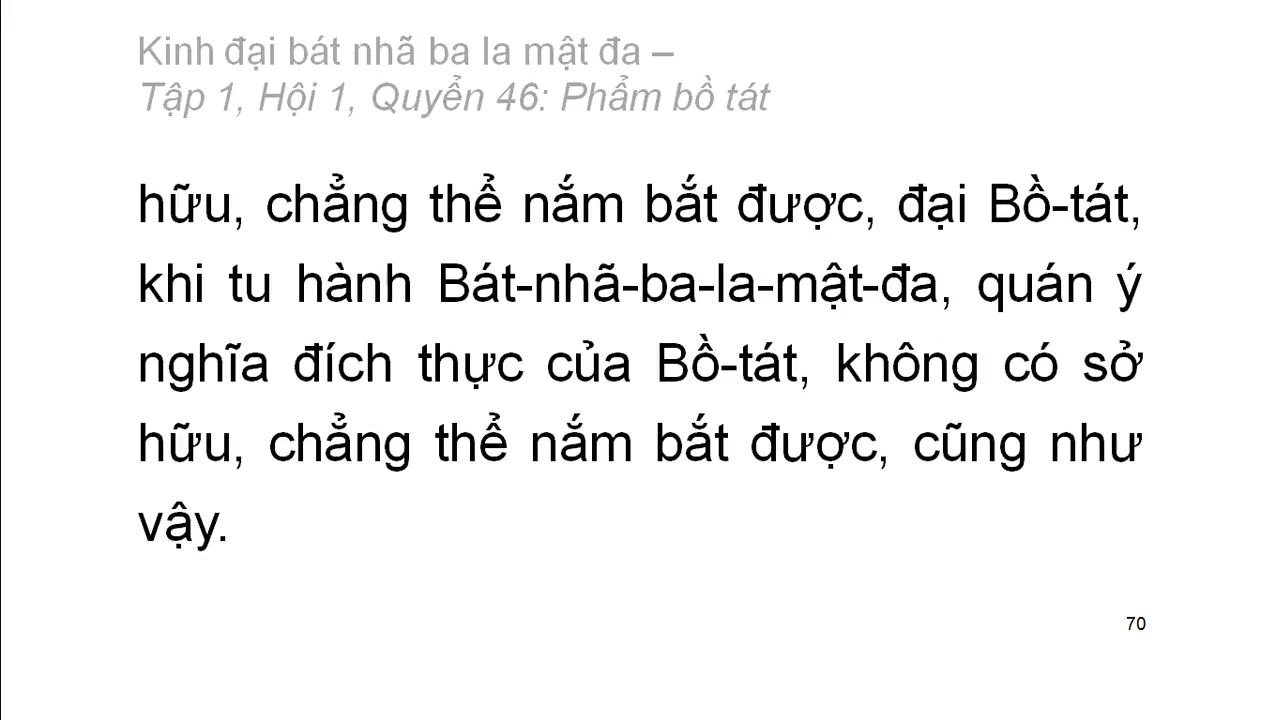 Kinh đại bát nhã ba la mật đa –
Tập 1, Hội 1, Quyển 46: Phẩm bồ tát
hữu, chẳng thể nắm bắt được, đại Bồ-tát,
khi tu hành Bát-nhã-ba-la-mật-đa, quán ý
nghĩa đích thực của Bồ-tát, không có sở
hữu, chẳng thể nắm bắt được, cũng như
vậy.
70